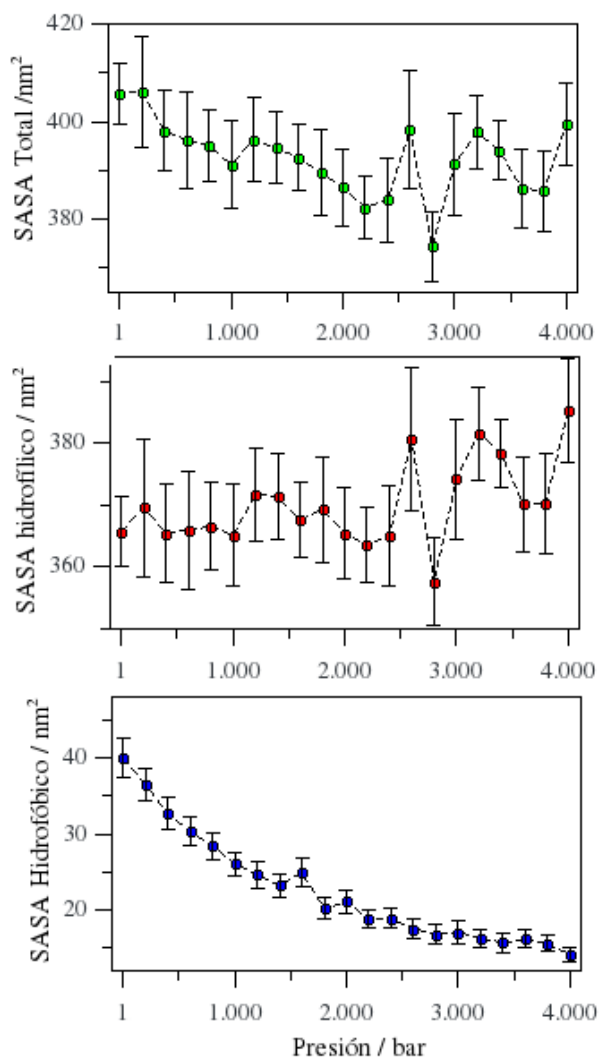 SASA Total /nm²
420
400
380
1 1.000 2.000 3.000 4.000
SASA hidrofílico / nm²
380
360
1 1.000 2.000 3.000 4.000
SASA Hidrofóbico / nm²
40
30
20
1 1.000 2.000 3.000 4.000
Presión / bar